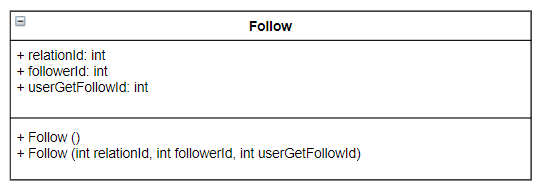 Follow
+ relationId: int
+ followerId: int
+ userGetFollowId: int
+ Follow ()
+ Follow (int relationId, int followerId, int userGetFollowId)